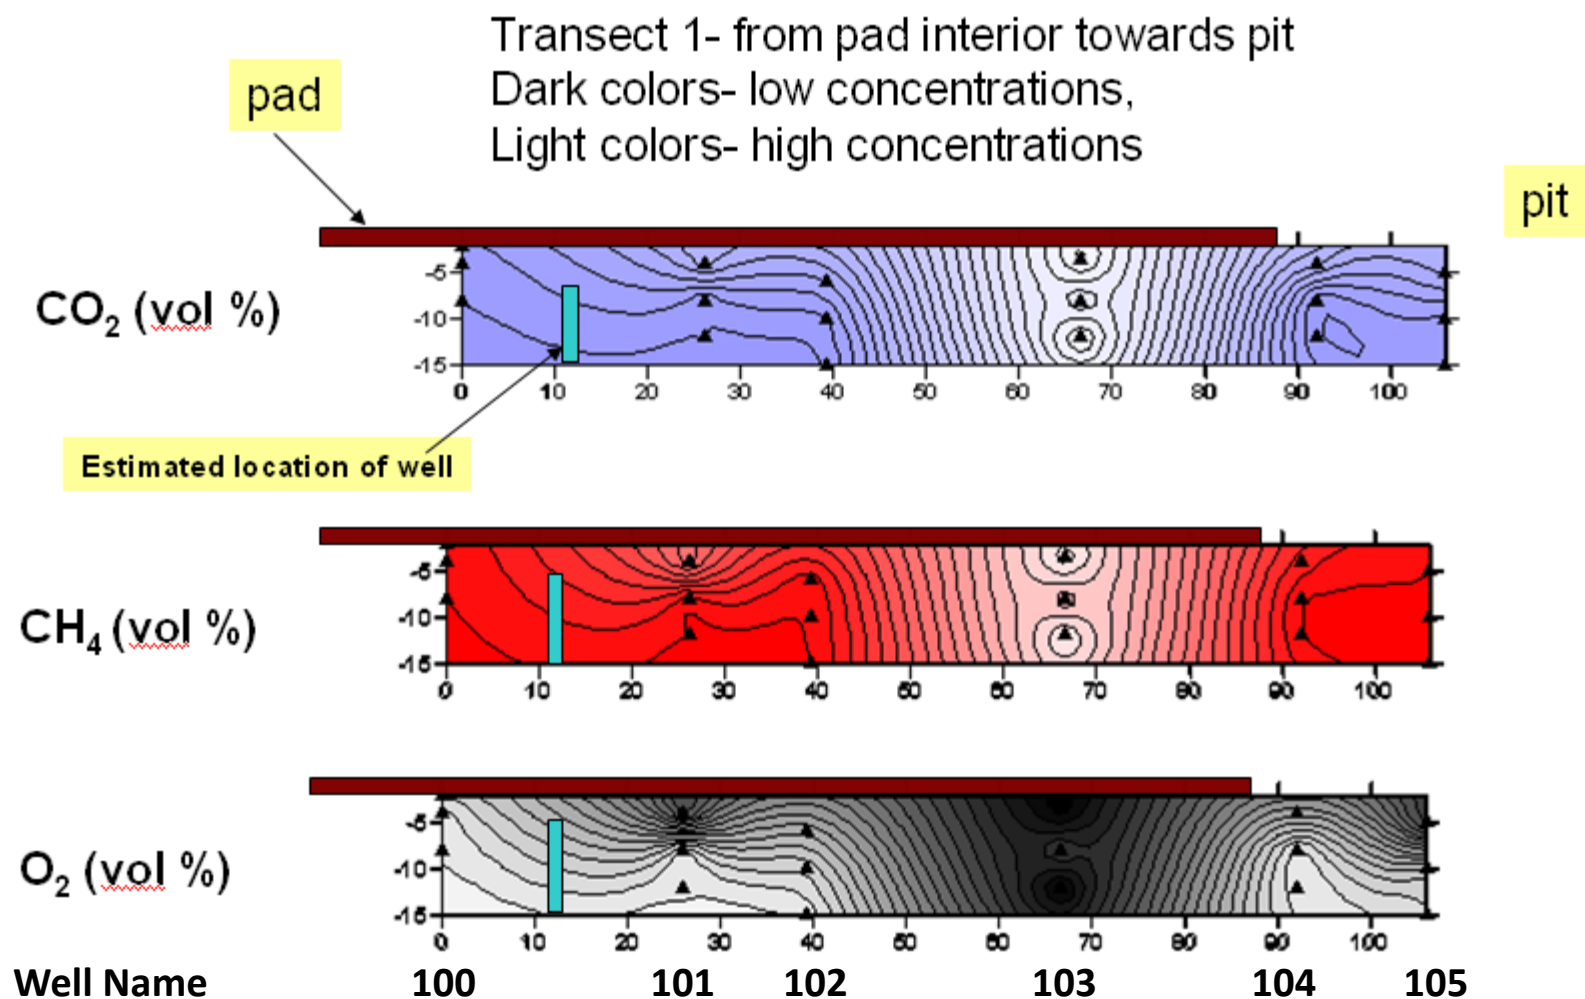 Transect 1- from pad interior towards pit
Dark colors- low concentrations,
Light colors- high concentrations
pad
pit
CO2 (vol %)
-5
-10
-15
0 10 20 30 40 50 60 70 80 90 100
Estimated location of well
CH4 (vol %)
-5
-10
-15
0 10 20 30 40 50 60 70 80 90 100
O2 (vol %)
-5
-10
-15
0 10 20 30 40 50 60 70 80 90 100
Well Name 100 101 102 103 104 105